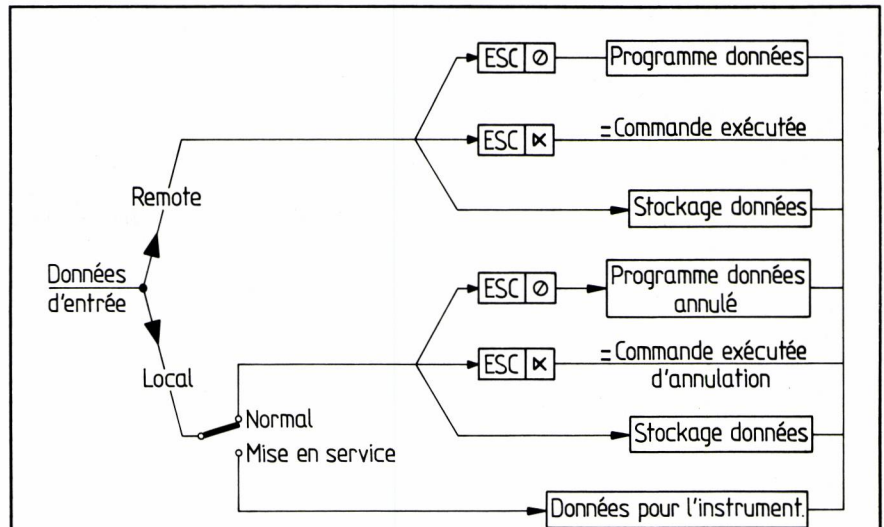 ESC ∅ Programme données
ESC ⋉ =Commande exécutée
Remote
Stockage données
Données
d'entrée
ESC ∅ Programme données
annulé
Local
ESC ⋉ =Commande exécutée
d'annulation
Normal
Stockage données
Mise en service
Données pour l'instrument.